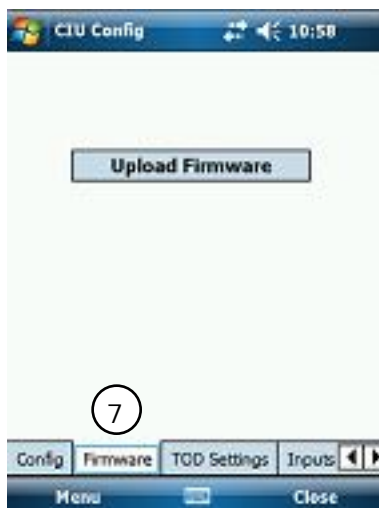 CIU Config 10:58
Upload Firmware
7
Config Firmware TOD Settings Inputs
Menu Close